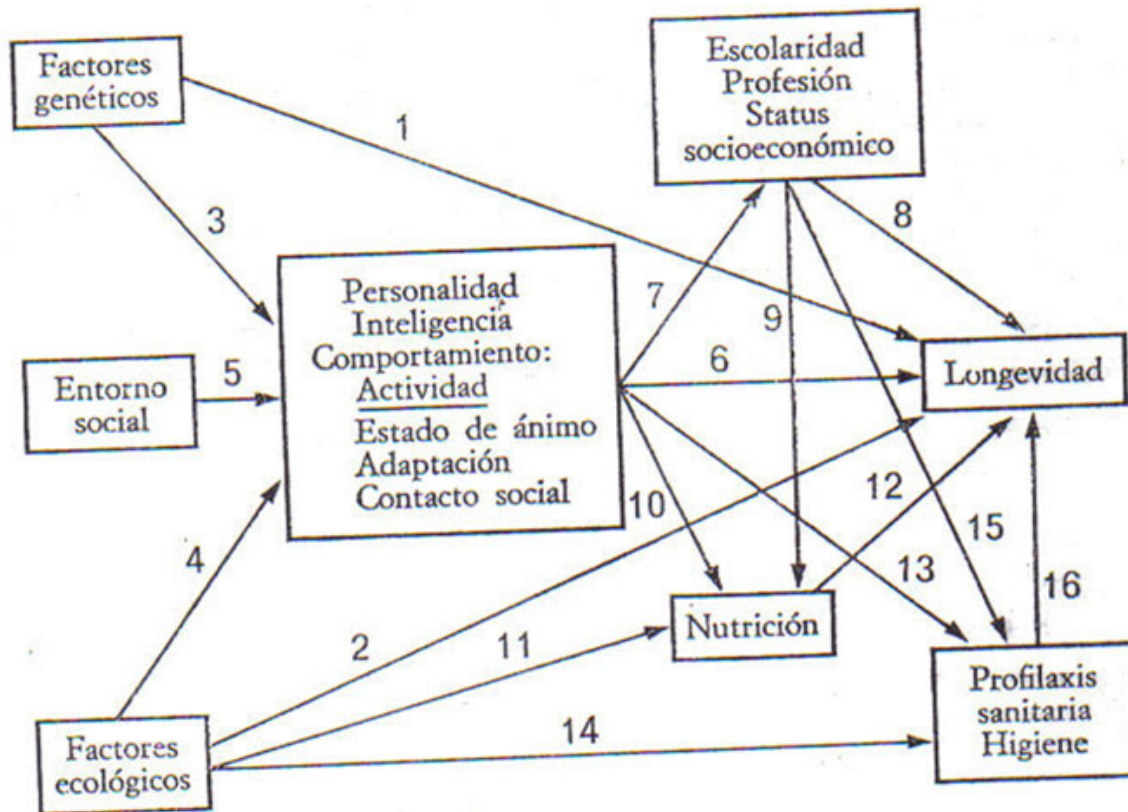 Factores
genéticos
1
3
Escolaridad
Profesión
Status
socioeconómico
8
7
9
6
Personalidad
Inteligencia
Comportamiento:
Actividad
Estado de ánimo
Adaptación
Contacto social
Entorno
social
5
Longevidad
4
10
12
15
13
16
2
11
14
Nutrición
Factores
ecológicos
Profilaxis
sanitaria
Higiene